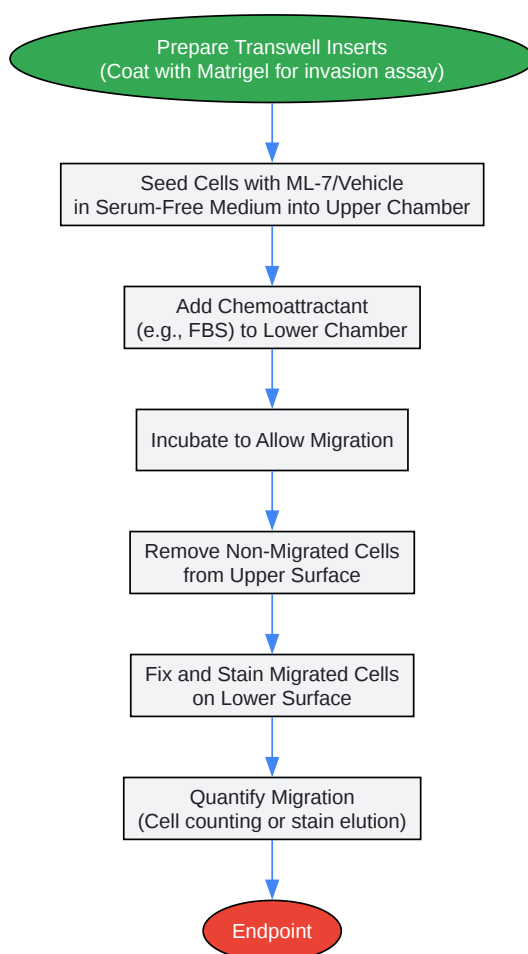 Prepare Transwell Inserts
(Coat with Matrigel for invasion assay)
Seed Cells with ML-7/Vehicle
in Serum-Free Medium into Upper Chamber
Add Chemoattractant
(e.g., FBS) to Lower Chamber
Incubate to Allow Migration
Remove Non-Migrated Cells
from Upper Surface
Fix and Stain Migrated Cells
on Lower Surface
Quantify Migration
(Cell counting or stain elution)
Endpoint